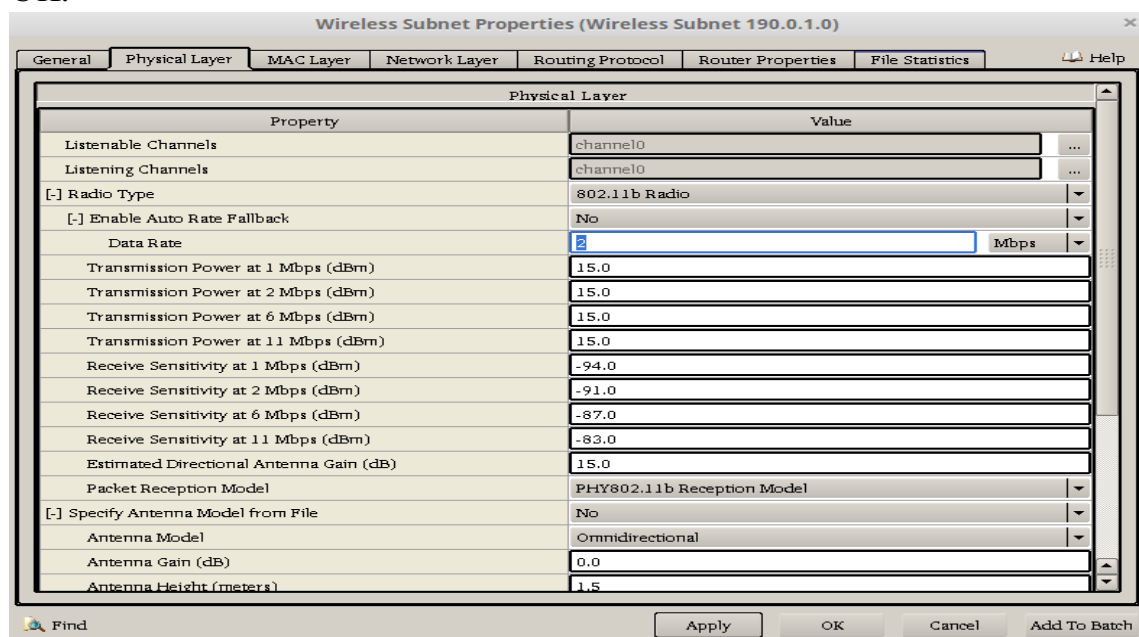 Wireless Subnet Properties (Wireless Subnet 190.0.1.0)
General Physical Layer MAC Layer Network Layer Routing Protocol Router Properties File Statistics Help
Physical Layer
Property Value
Listenable Channels channel0 ...
Listening Channels channel0 ...
[-] Radio Type 802.11b Radio
[-] Enable Auto Rate Fallback No
Data Rate 2 Mbps
Transmission Power at 1 Mbps (dBm) 15.0
Transmission Power at 2 Mbps (dBm) 15.0
Transmission Power at 6 Mbps (dBm) 15.0
Transmission Power at 11 Mbps (dBm) 15.0
Receive Sensitivity at 1 Mbps (dBm) -94.0
Receive Sensitivity at 2 Mbps (dBm) -91.0
Receive Sensitivity at 6 Mbps (dBm) -87.0
Receive Sensitivity at 11 Mbps (dBm) -83.0
Estimated Directional Antenna Gain (dB) 15.0
Packet Reception Model PHY802.11b Reception Model
[-] Specify Antenna Model from File No
Antenna Model Omnidirectional
Antenna Gain (dB) 0.0
Antenna Height (meters) 1.5
Find Apply OK Cancel Add To Batch